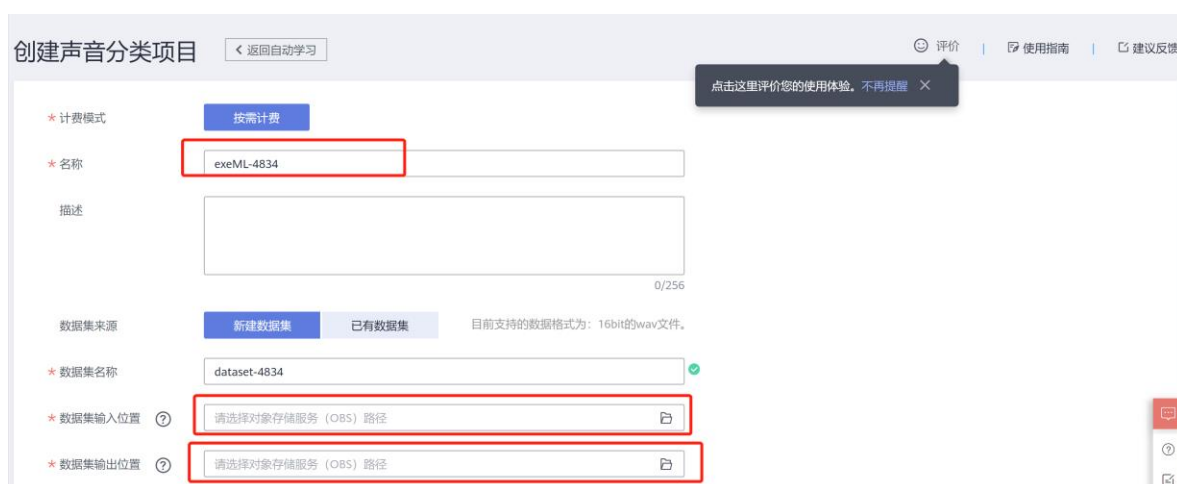 创建声音分类项目 < 返回自动学习 评价 | 使用指南 | 建议反馈
点击这里评价您的使用体验。不再提醒 ×
* 计费模式 按需计费
* 名称 exeML-4834
描述
0/256
数据集来源 新建数据集 已有数据集 目前支持的数据格式为：16bit的wav文件。
* 数据集名称 dataset-4834
* 数据集输入位置 ? 请选择对象存储服务（OBS）路径
* 数据集输出位置 ? 请选择对象存储服务（OBS）路径